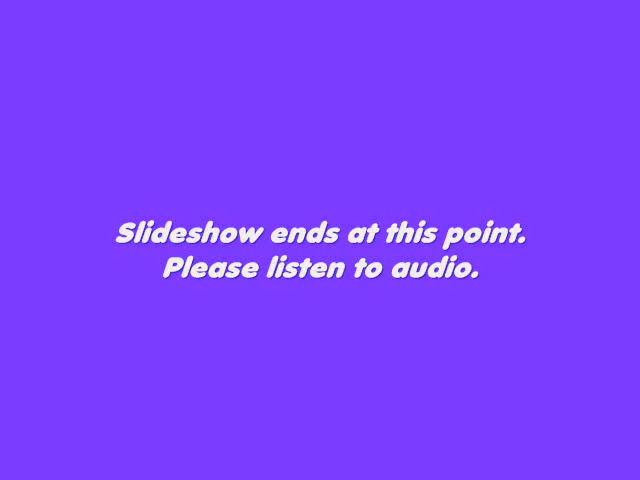 Slideshow ends at this point.
Please listen to audio.